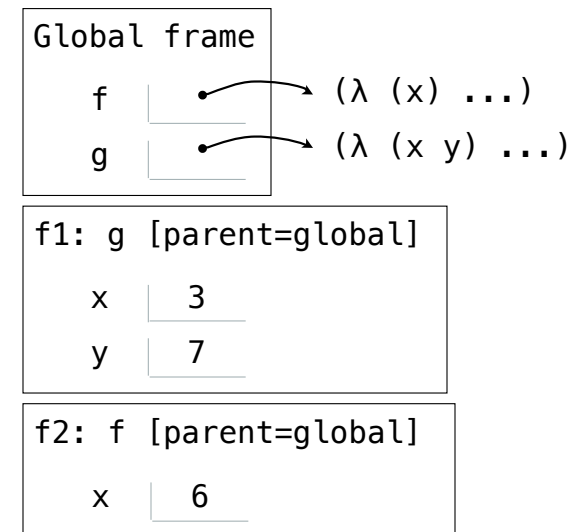 Global frame
f (λ (x) ...)
g (λ (x y) ...)
f1: g [parent=global]
x 3
y 7
f2: f [parent=global]
x 6